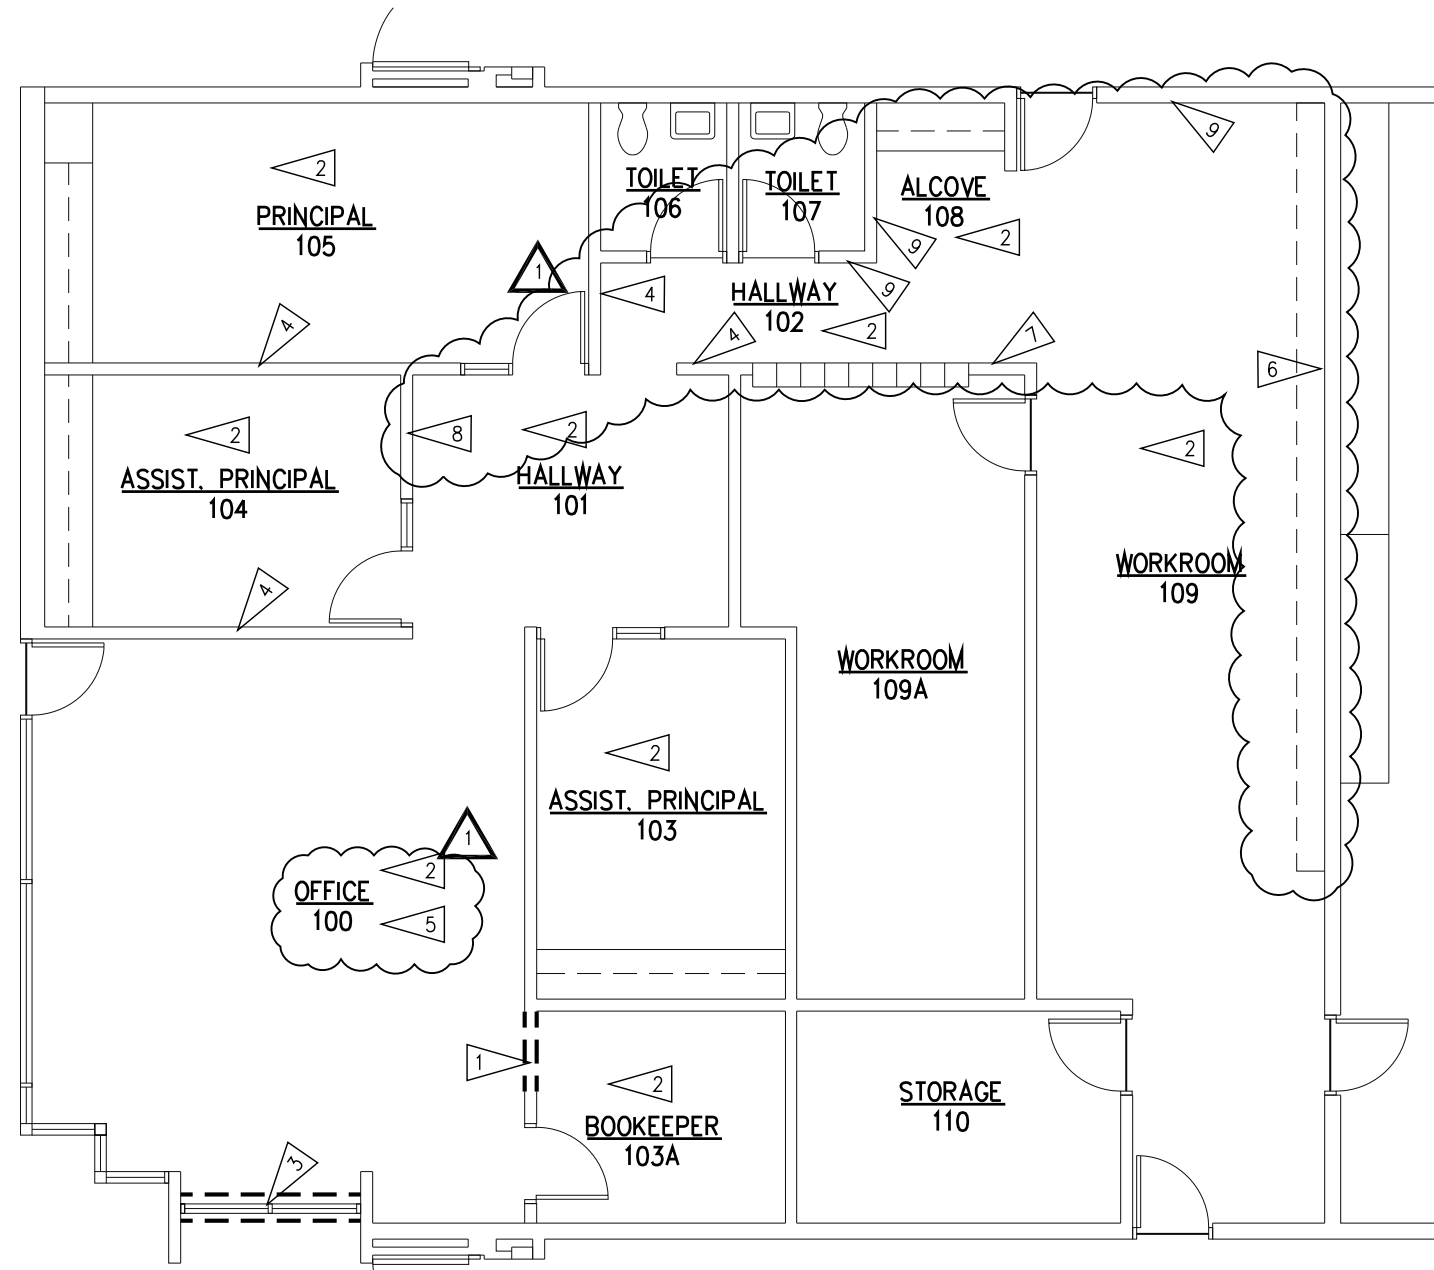 9
2
TOILET
106
TOILET
107
ALCOVE
108
PRINCIPAL
105
9
2
1
4
HALLWAY
102
9
4
4
2
7
6
2
8
2
2
ASSIST. PRINCIPAL
104
HALLWAY
101
WORKROOM
109
4
WORKROOM
109A
2
ASSIST. PRINCIPAL
103
1
2
OFFICE
100
5
1
2
STORAGE
110
BOOKEEPER
103A
3